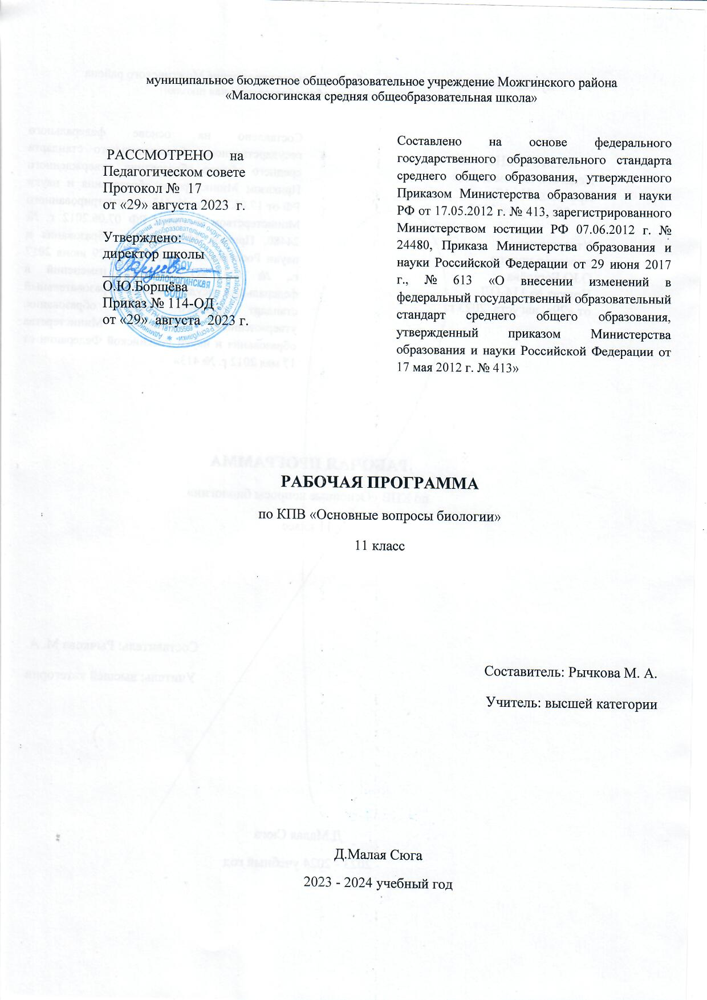 муниципальное бюджетное общеобразовательное учреждение Можгинского района
«Малосюгинская средняя общеобразовательная школа»
РАССМОТРЕНО на
Педагогическом совете
Протокол № 17
от «29» августа 2023 г.
Утверждено:
директор школы
О.Ю.Борщёва
Приказ № 114-ОД
от «29» августа 2023 г.
МБОУ
«Малосюгинская
СОШ»
ИНН 1817005569
Составлено на основе федерального
государственного образовательного стандарта
среднего общего образования, утвержденного
Приказом Министерства образования и науки
РФ от 17.05.2012 г. № 413, зарегистрированного
Министерством юстиции РФ 07.06.2012 г. №
24480, Приказа Министерства образования и
науки Российской Федерации от 29 июня 2017
г., № 613 «О внесении изменений в
федеральный государственный образовательный
стандарт среднего общего образования,
утвержденный приказом Министерства
образования и науки Российской Федерации от
17 мая 2012 г. № 413»
РАБОЧАЯ ПРОГРАММА
по КПВ «Основные вопросы биологии»
11 класс
Составитель: Рычкова М. А.
Учитель: высшей категории
Д.Малая Сюга
2023 - 2024 учебный год